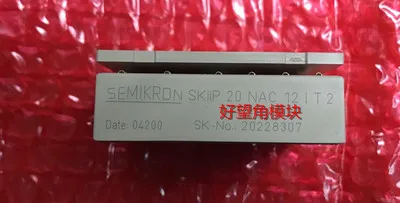 SEMIKRON SKiiP 20 NAC 12 I T 2
好望角模块
Date: 04200 SK-No. 20228307